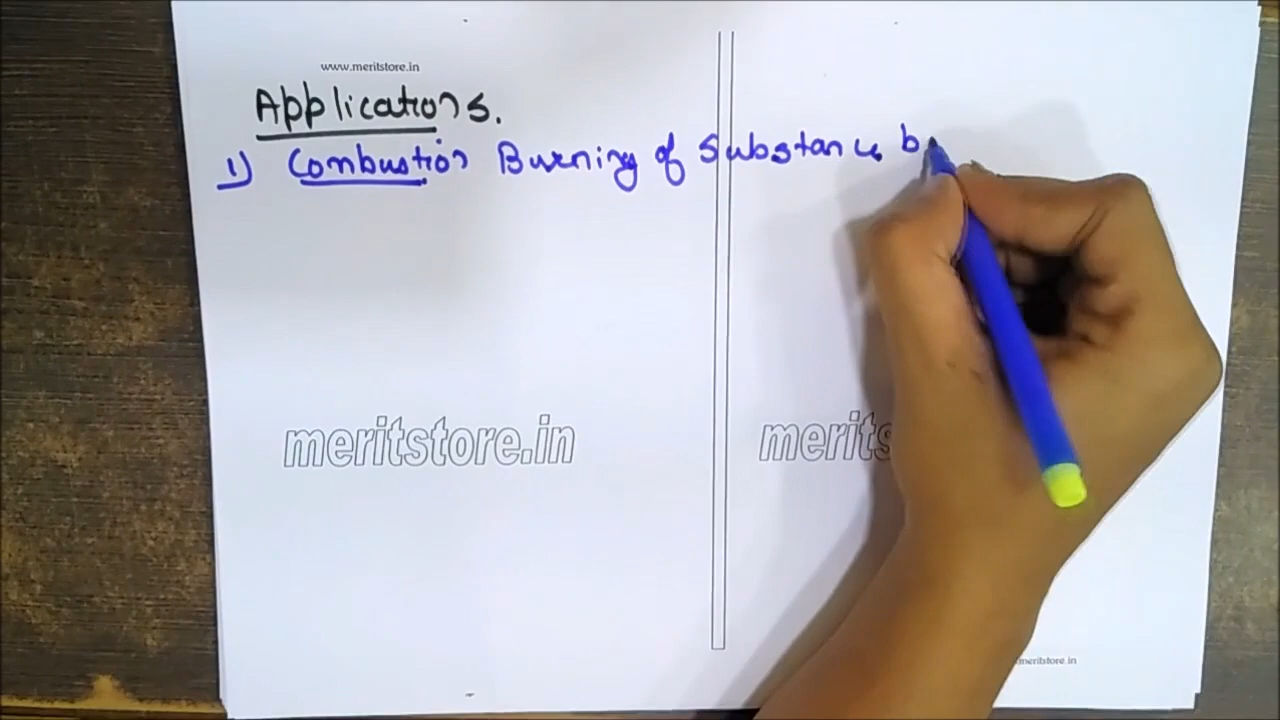 www.meritstore.in
Applications.
1) Combustion Burning of Substance b
meritstore.in merits
meritstore.in